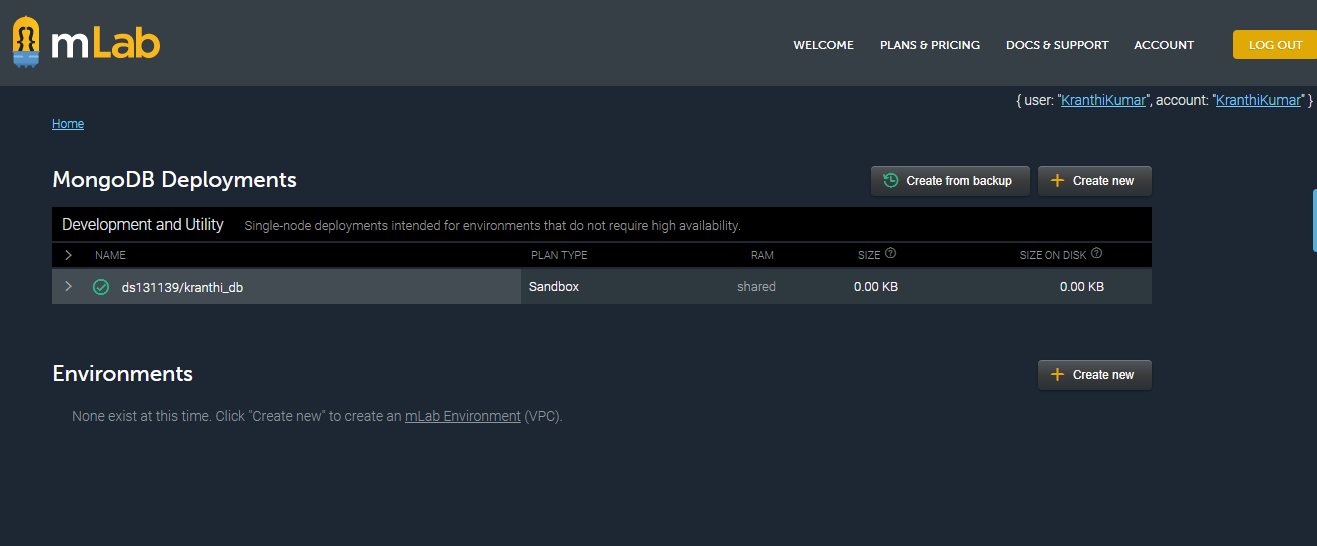 mLab
WELCOME PLANS & PRICING DOCS & SUPPORT ACCOUNT LOG OUT
{ user: "KranthiKumar", account: "KranthiKumar" }
Home
MongoDB Deployments Create from backup Create new
Development and Utility Single-node deployments intended for environments that do not require high availability.
NAME PLAN TYPE RAM SIZE ? SIZE ON DISK ?
ds131139/kranthi_db Sandbox shared 0.00 KB 0.00 KB
Environments Create new
None exist at this time. Click "Create new" to create an mLab Environment (VPC).